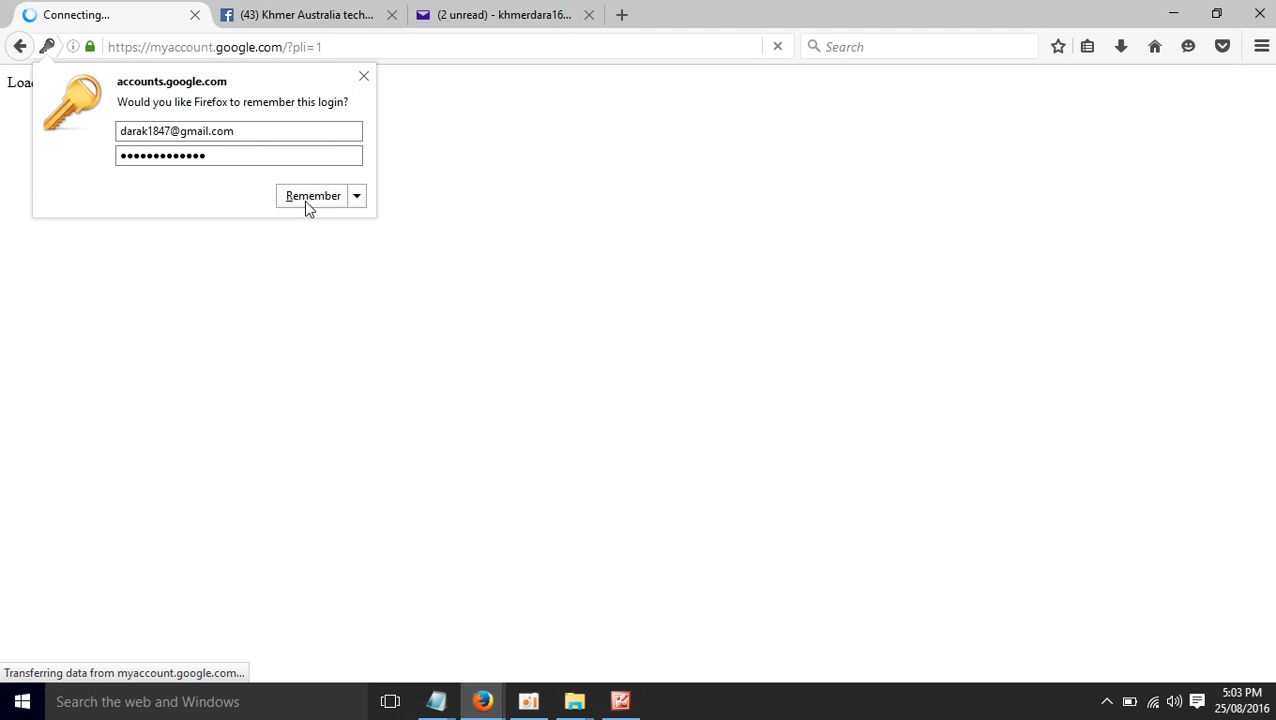 Connecting...
(43) Khmer Australia tech...
(2 unread) - khmerdara16...
https://myaccount.google.com/?pli=1
Search
accounts.google.com
Would you like Firefox to remember this login?
darak1847@gmail.com
•••••••••••••
Remember
Transferring data from myaccount.google.com...
Search the web and Windows
5:03 PM
25/08/2016